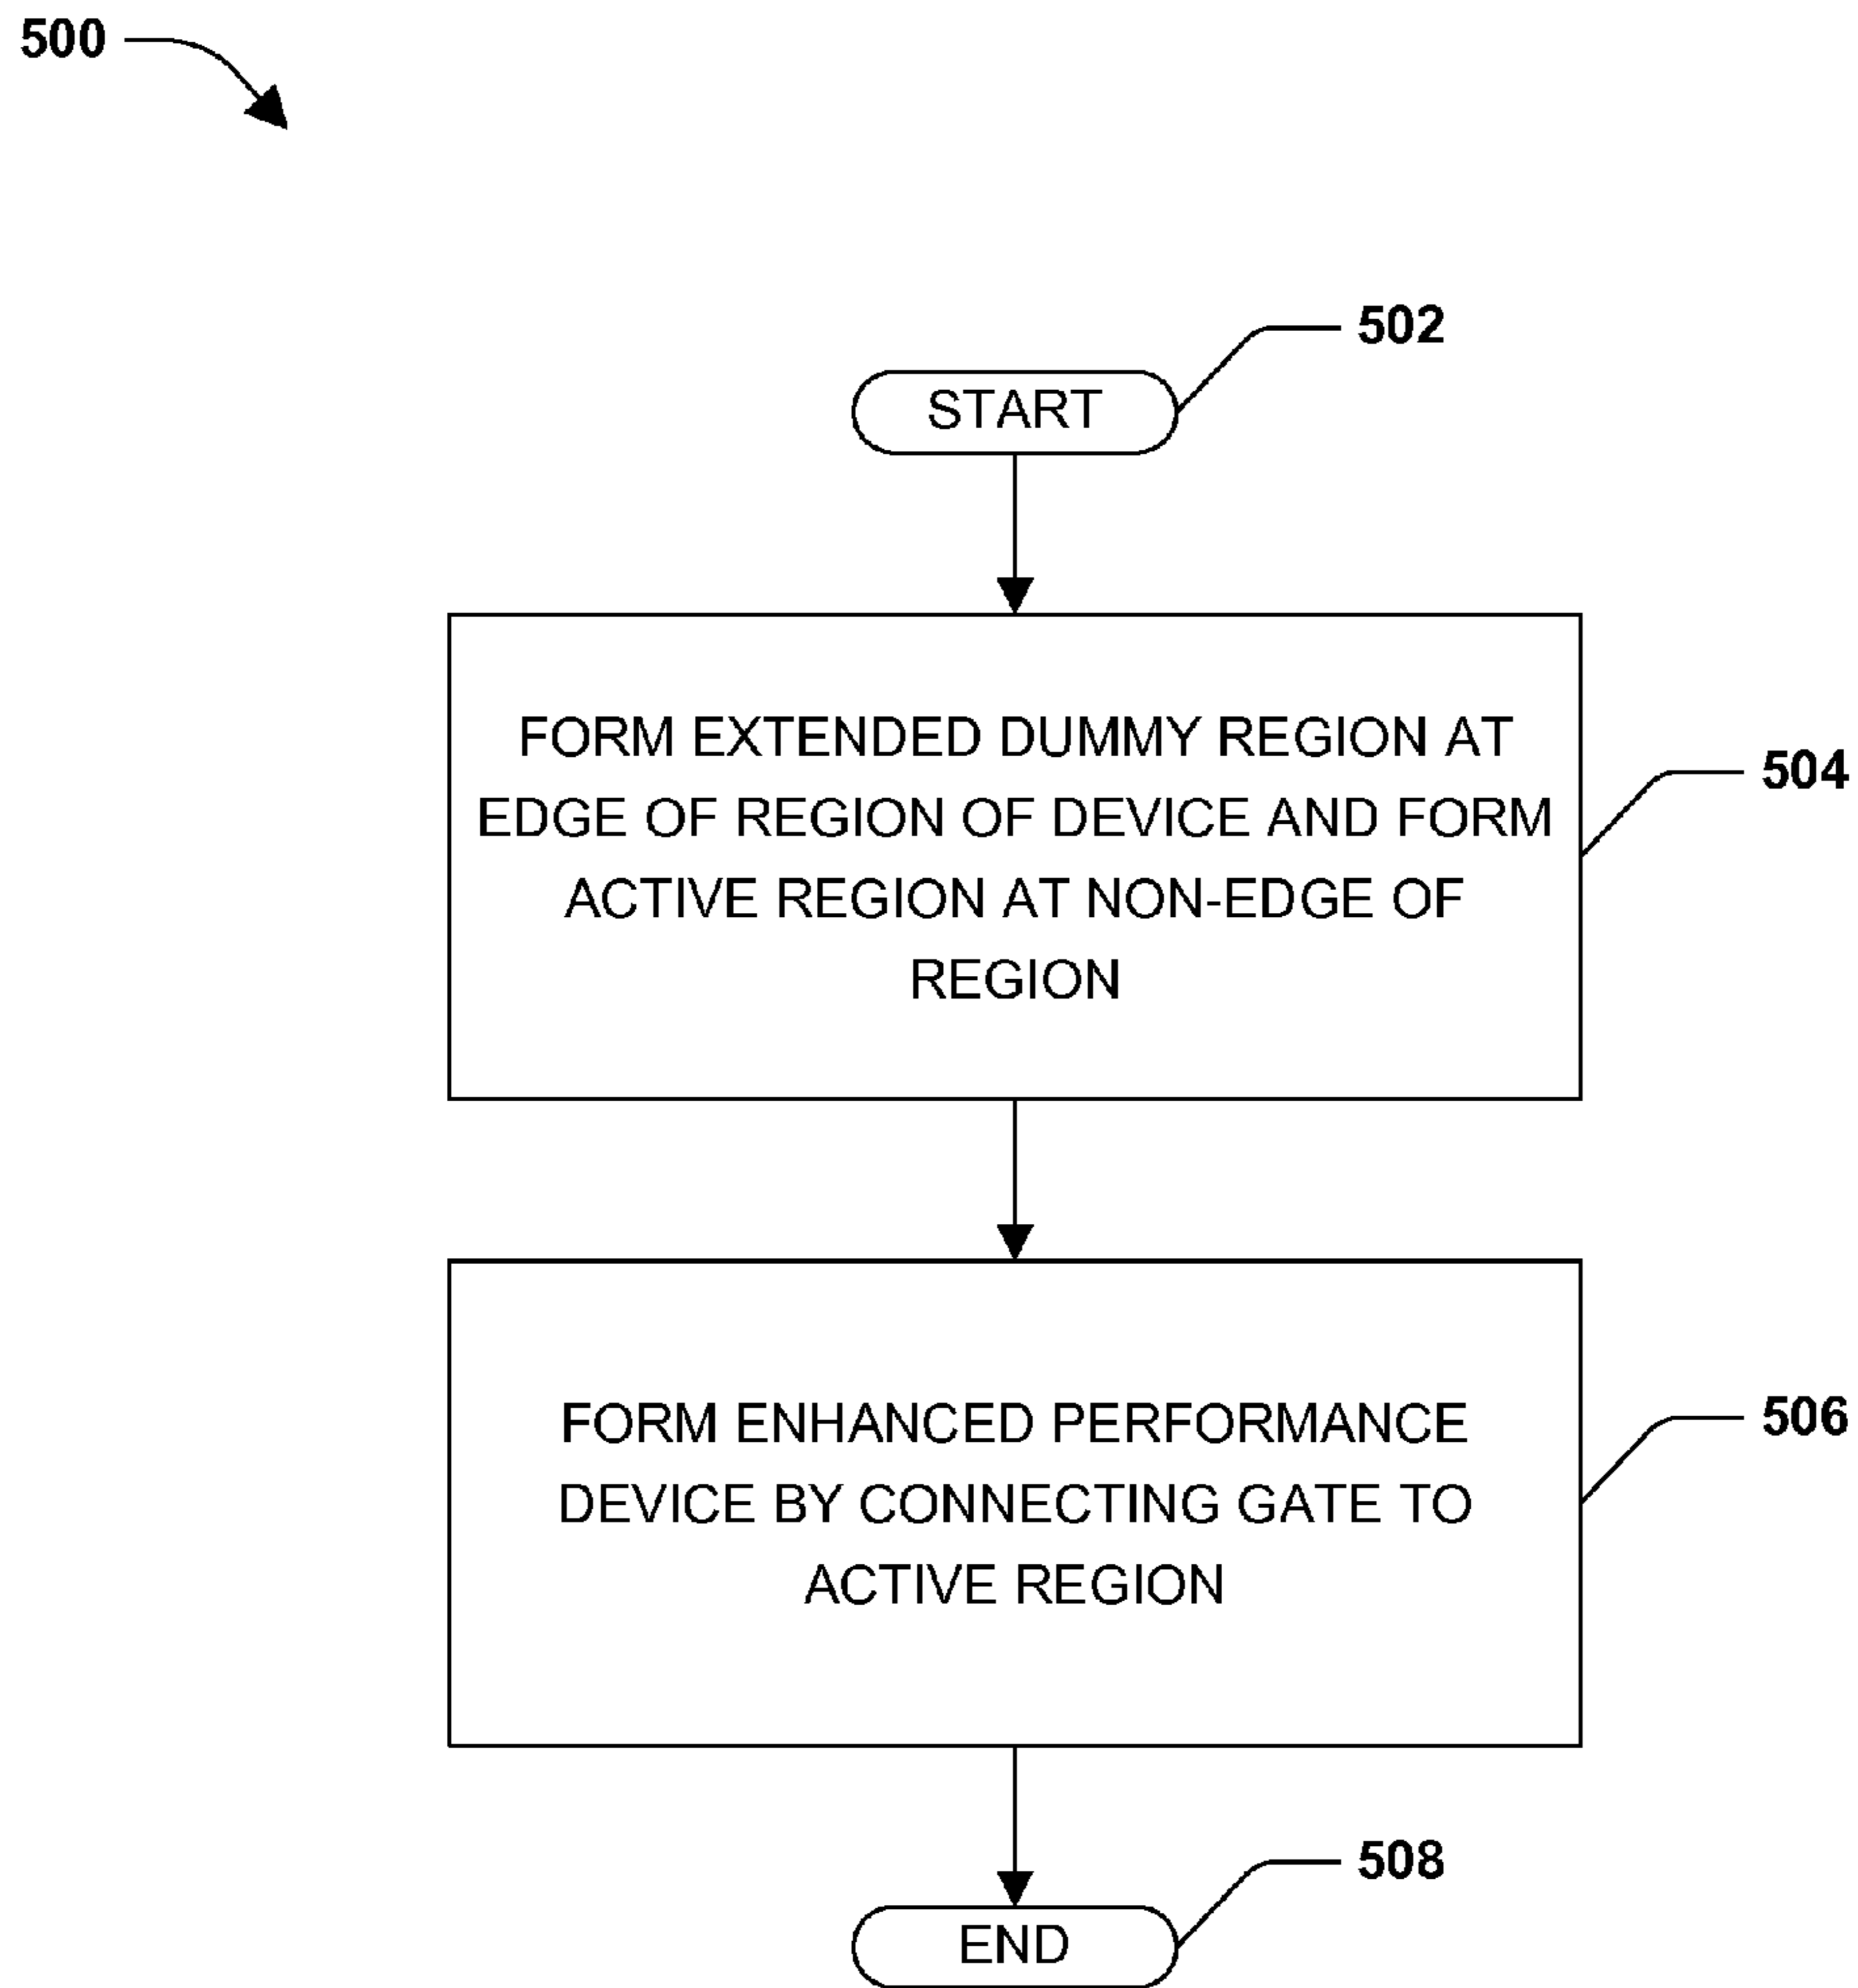 500
502
START
FORM EXTENDED DUMMY REGION AT
EDGE OF REGION OF DEVICE AND FORM
ACTIVE REGION AT NON-EDGE OF
REGION
504
FORM ENHANCED PERFORMANCE
DEVICE BY CONNECTING GATE TO
ACTIVE REGION
506
508
END